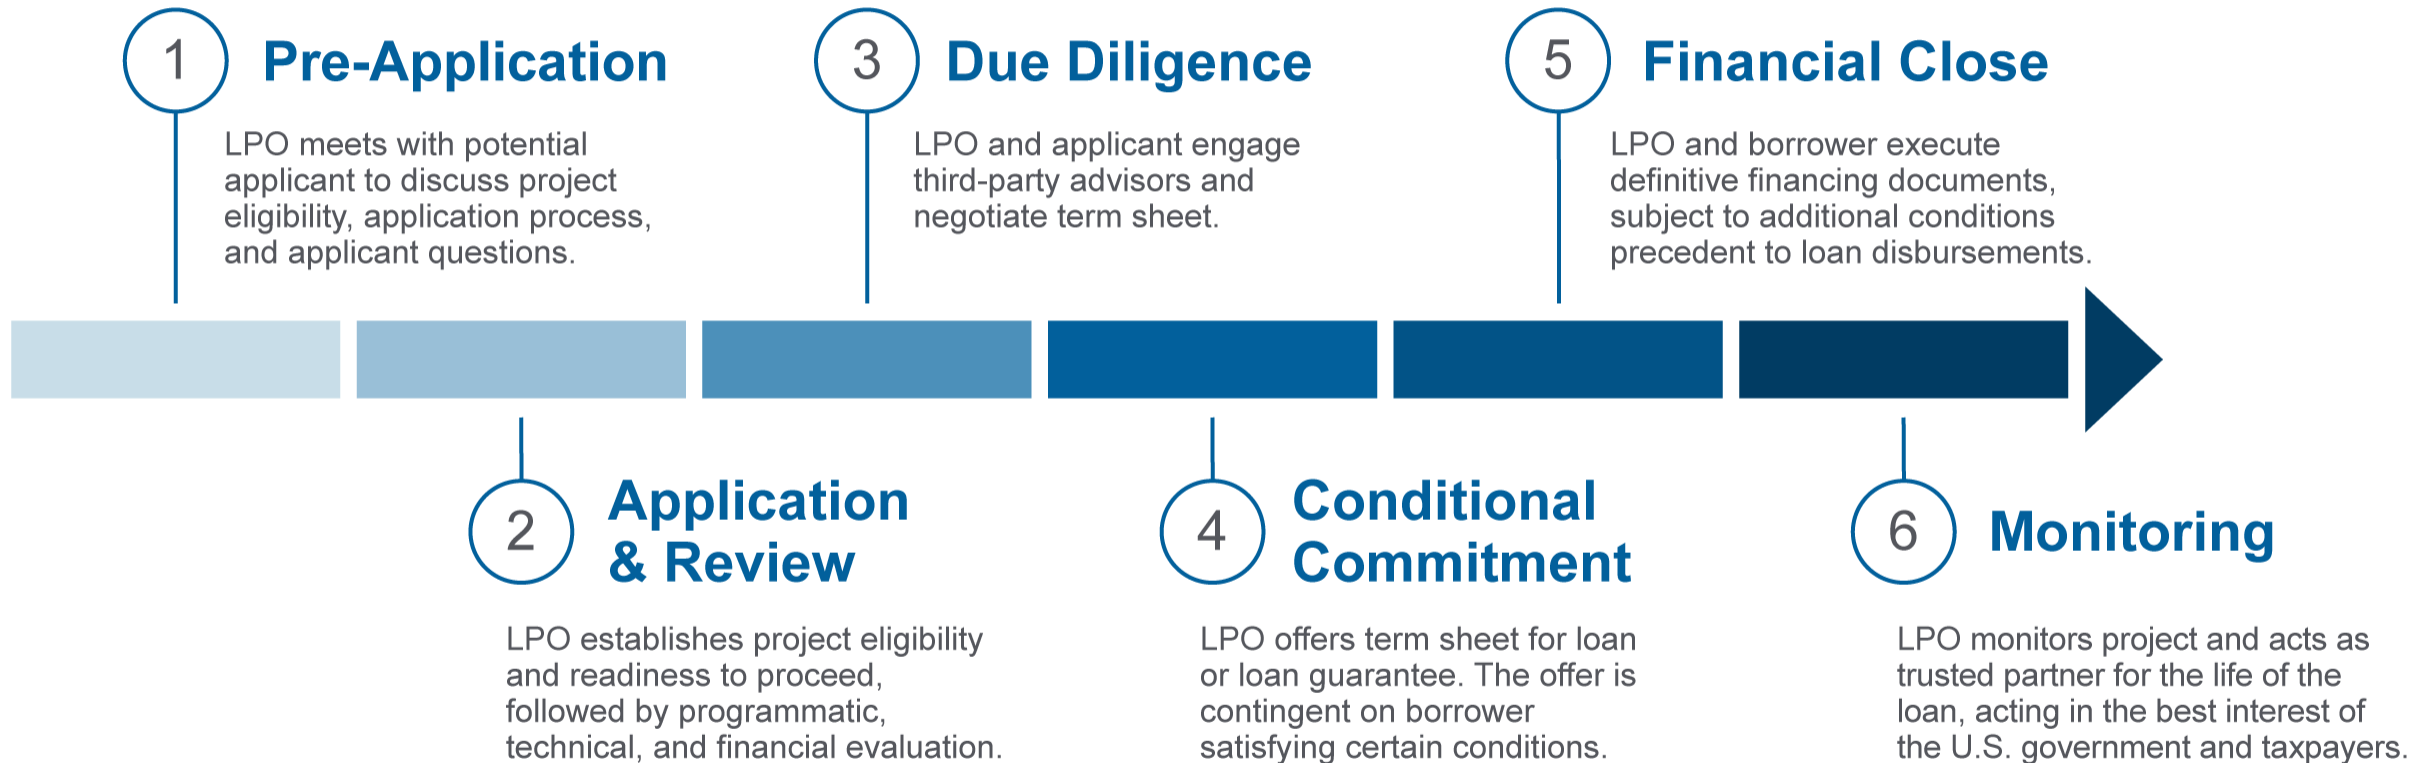 1
Pre-Application
LPO meets with potential
applicant to discuss project
eligibility, application process,
and applicant questions.
2
Application
& Review
LPO establishes project eligibility
and readiness to proceed,
followed by programmatic,
technical, and financial evaluation.
3
Due Diligence
LPO and applicant engage
third-party advisors and
negotiate term sheet.
4
Conditional
Commitment
LPO offers term sheet for loan
or loan guarantee. The offer is
contingent on borrower
satisfying certain conditions.
5
Financial Close
LPO and borrower execute
definitive financing documents,
subject to additional conditions
precedent to loan disbursements.
6
Monitoring
LPO monitors project and acts as
trusted partner for the life of the
loan, acting in the best interest of
the U.S. government and taxpayers.